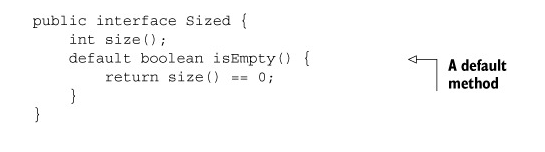 public interface Sized {
    int size();
    default boolean isEmpty() {
        return size() == 0;
    }
}
A default
method